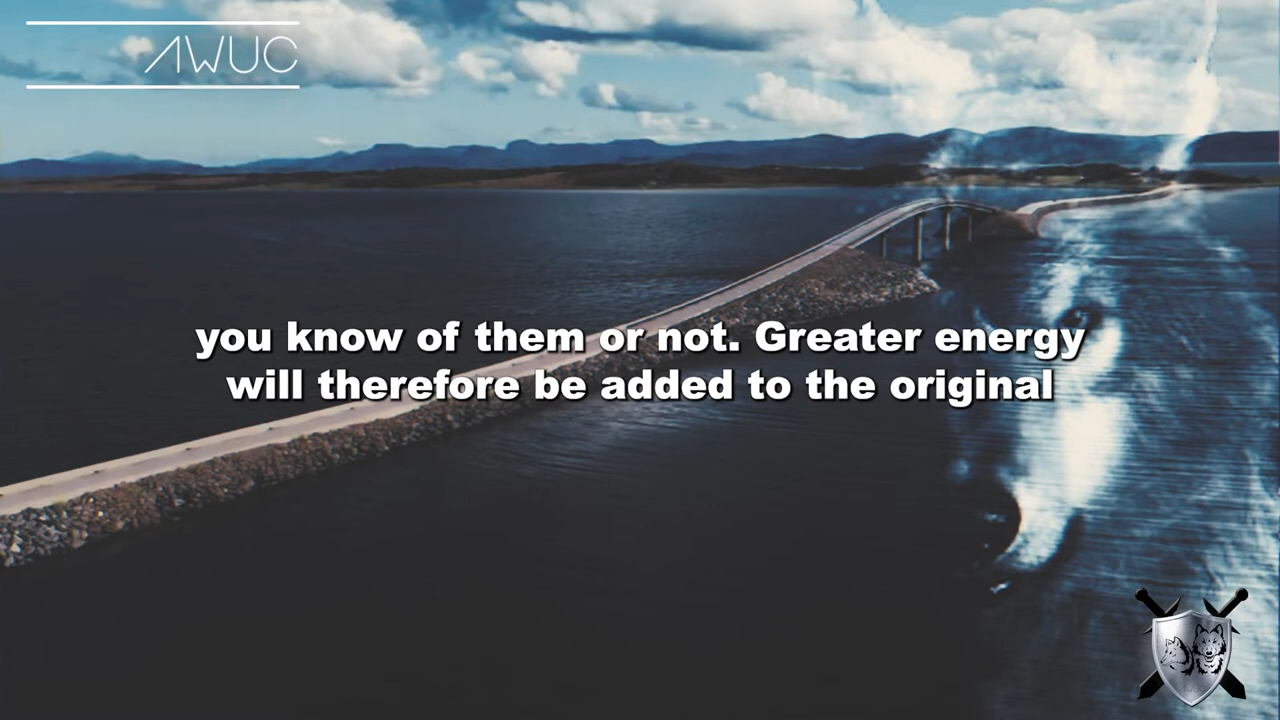 AWUC
you know of them or not. Greater energy
will therefore be added to the original